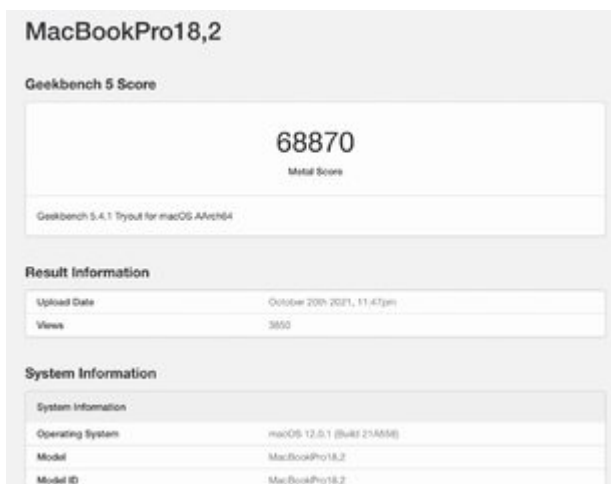 MacBookPro18,2
Geekbench 5 Score
68870
Metal Score
Geekbench 5.4.1 Tryout for macOS AArch64
Result Information
Upload Date October 20th 2021, 11:47pm
Views 3850
System Information
System Information
Operating System macOS 12.0.1 (Build 21A558)
Model MacBookPro18,2
Model ID MacBookPro18,2